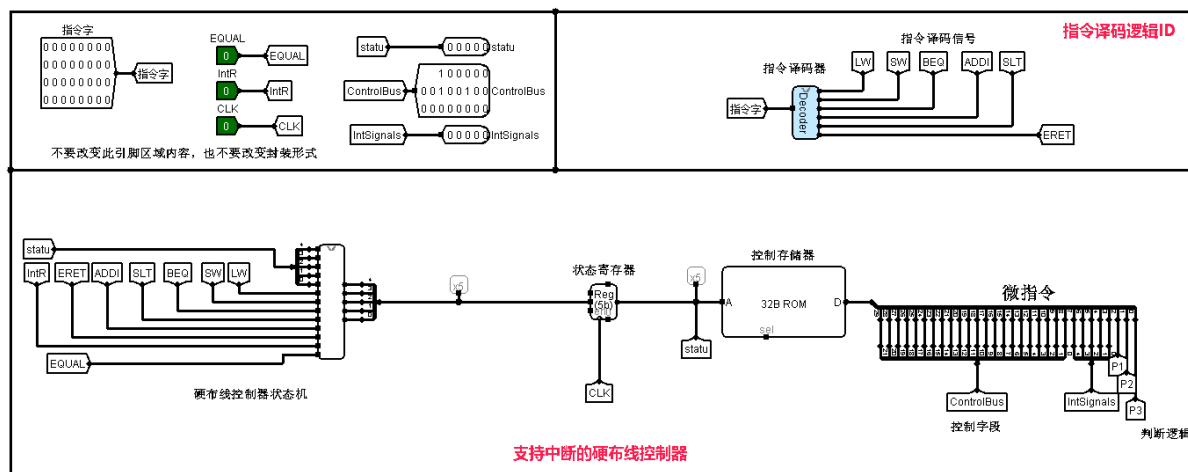 指令字
00000000
00000000
00000000
00000000
指令字
EQUAL
0
EQUAL
IntR
0
IntR
CLK
0
CLK
statu
00000
statu
ControlBus
100000
00100100
00000000
ControlBus
IntSignals
00000
IntSignals
不要改变此引脚区域内容，也不要改变封装形式
指令译码逻辑ID
指令译码信号
LW
SW
BEQ
ADDI
SLT
指令译码器
指令字
Decoder
ERET
statu
IntR
ERET
ADDI
SLT
BEQ
SW
LW
EQUAL
硬布线控制器状态机
x5
状态寄存器
Reg
(5b)
CLK
x5
statu
控制存储器
A
32B ROM
D
sel
微指令
P1
P2
P3
ControlBus
IntSignals
控制字段
判断逻辑
支持中断的硬布线控制器